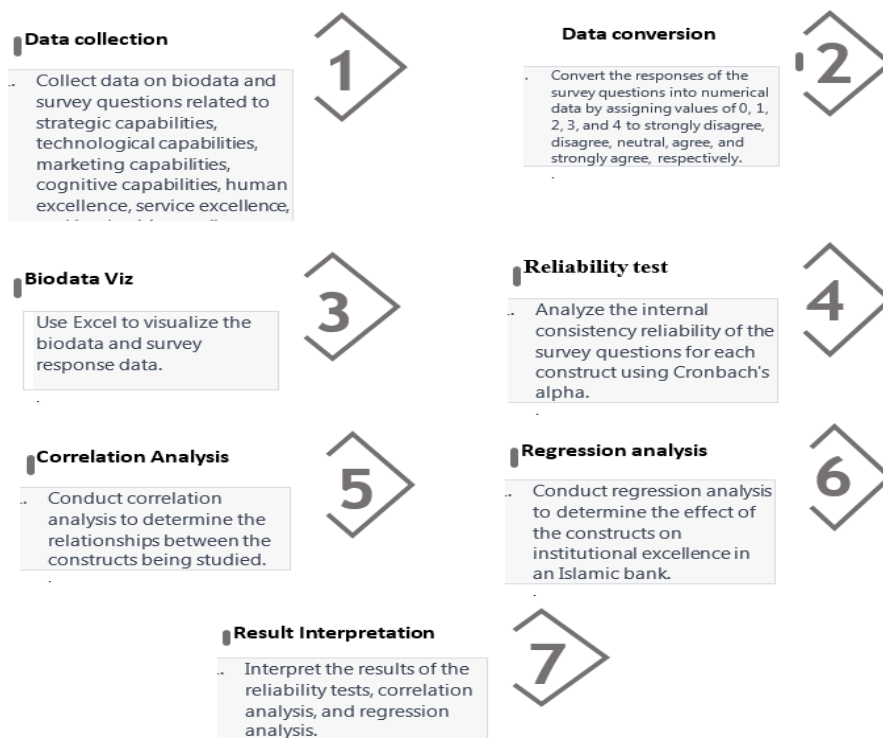 Data collection
1
Collect data on biodata and
survey questions related to
strategic capabilities,
technological capabilities,
marketing capabilities,
cognitive capabilities, human
excellence, service excellence,
Data conversion
2
Convert the responses of the
survey questions into numerical
data by assigning values of 0, 1,
2, 3, and 4 to strongly disagree,
disagree, neutral, agree, and
strongly agree, respectively.
Biodata Viz
3
Use Excel to visualize the
biodata and survey
response data.
Reliability test
4
Analyze the internal
consistency reliability of the
survey questions for each
construct using Cronbach's
alpha.
Correlation Analysis
5
Conduct correlation
analysis to determine the
relationships between the
constructs being studied.
Regression analysis
6
Conduct regression analysis
to determine the effect of
the constructs on
institutional excellence in
an Islamic bank.
Result Interpretation
7
Interpret the results of the
reliability tests, correlation
analysis, and regression
analysis.